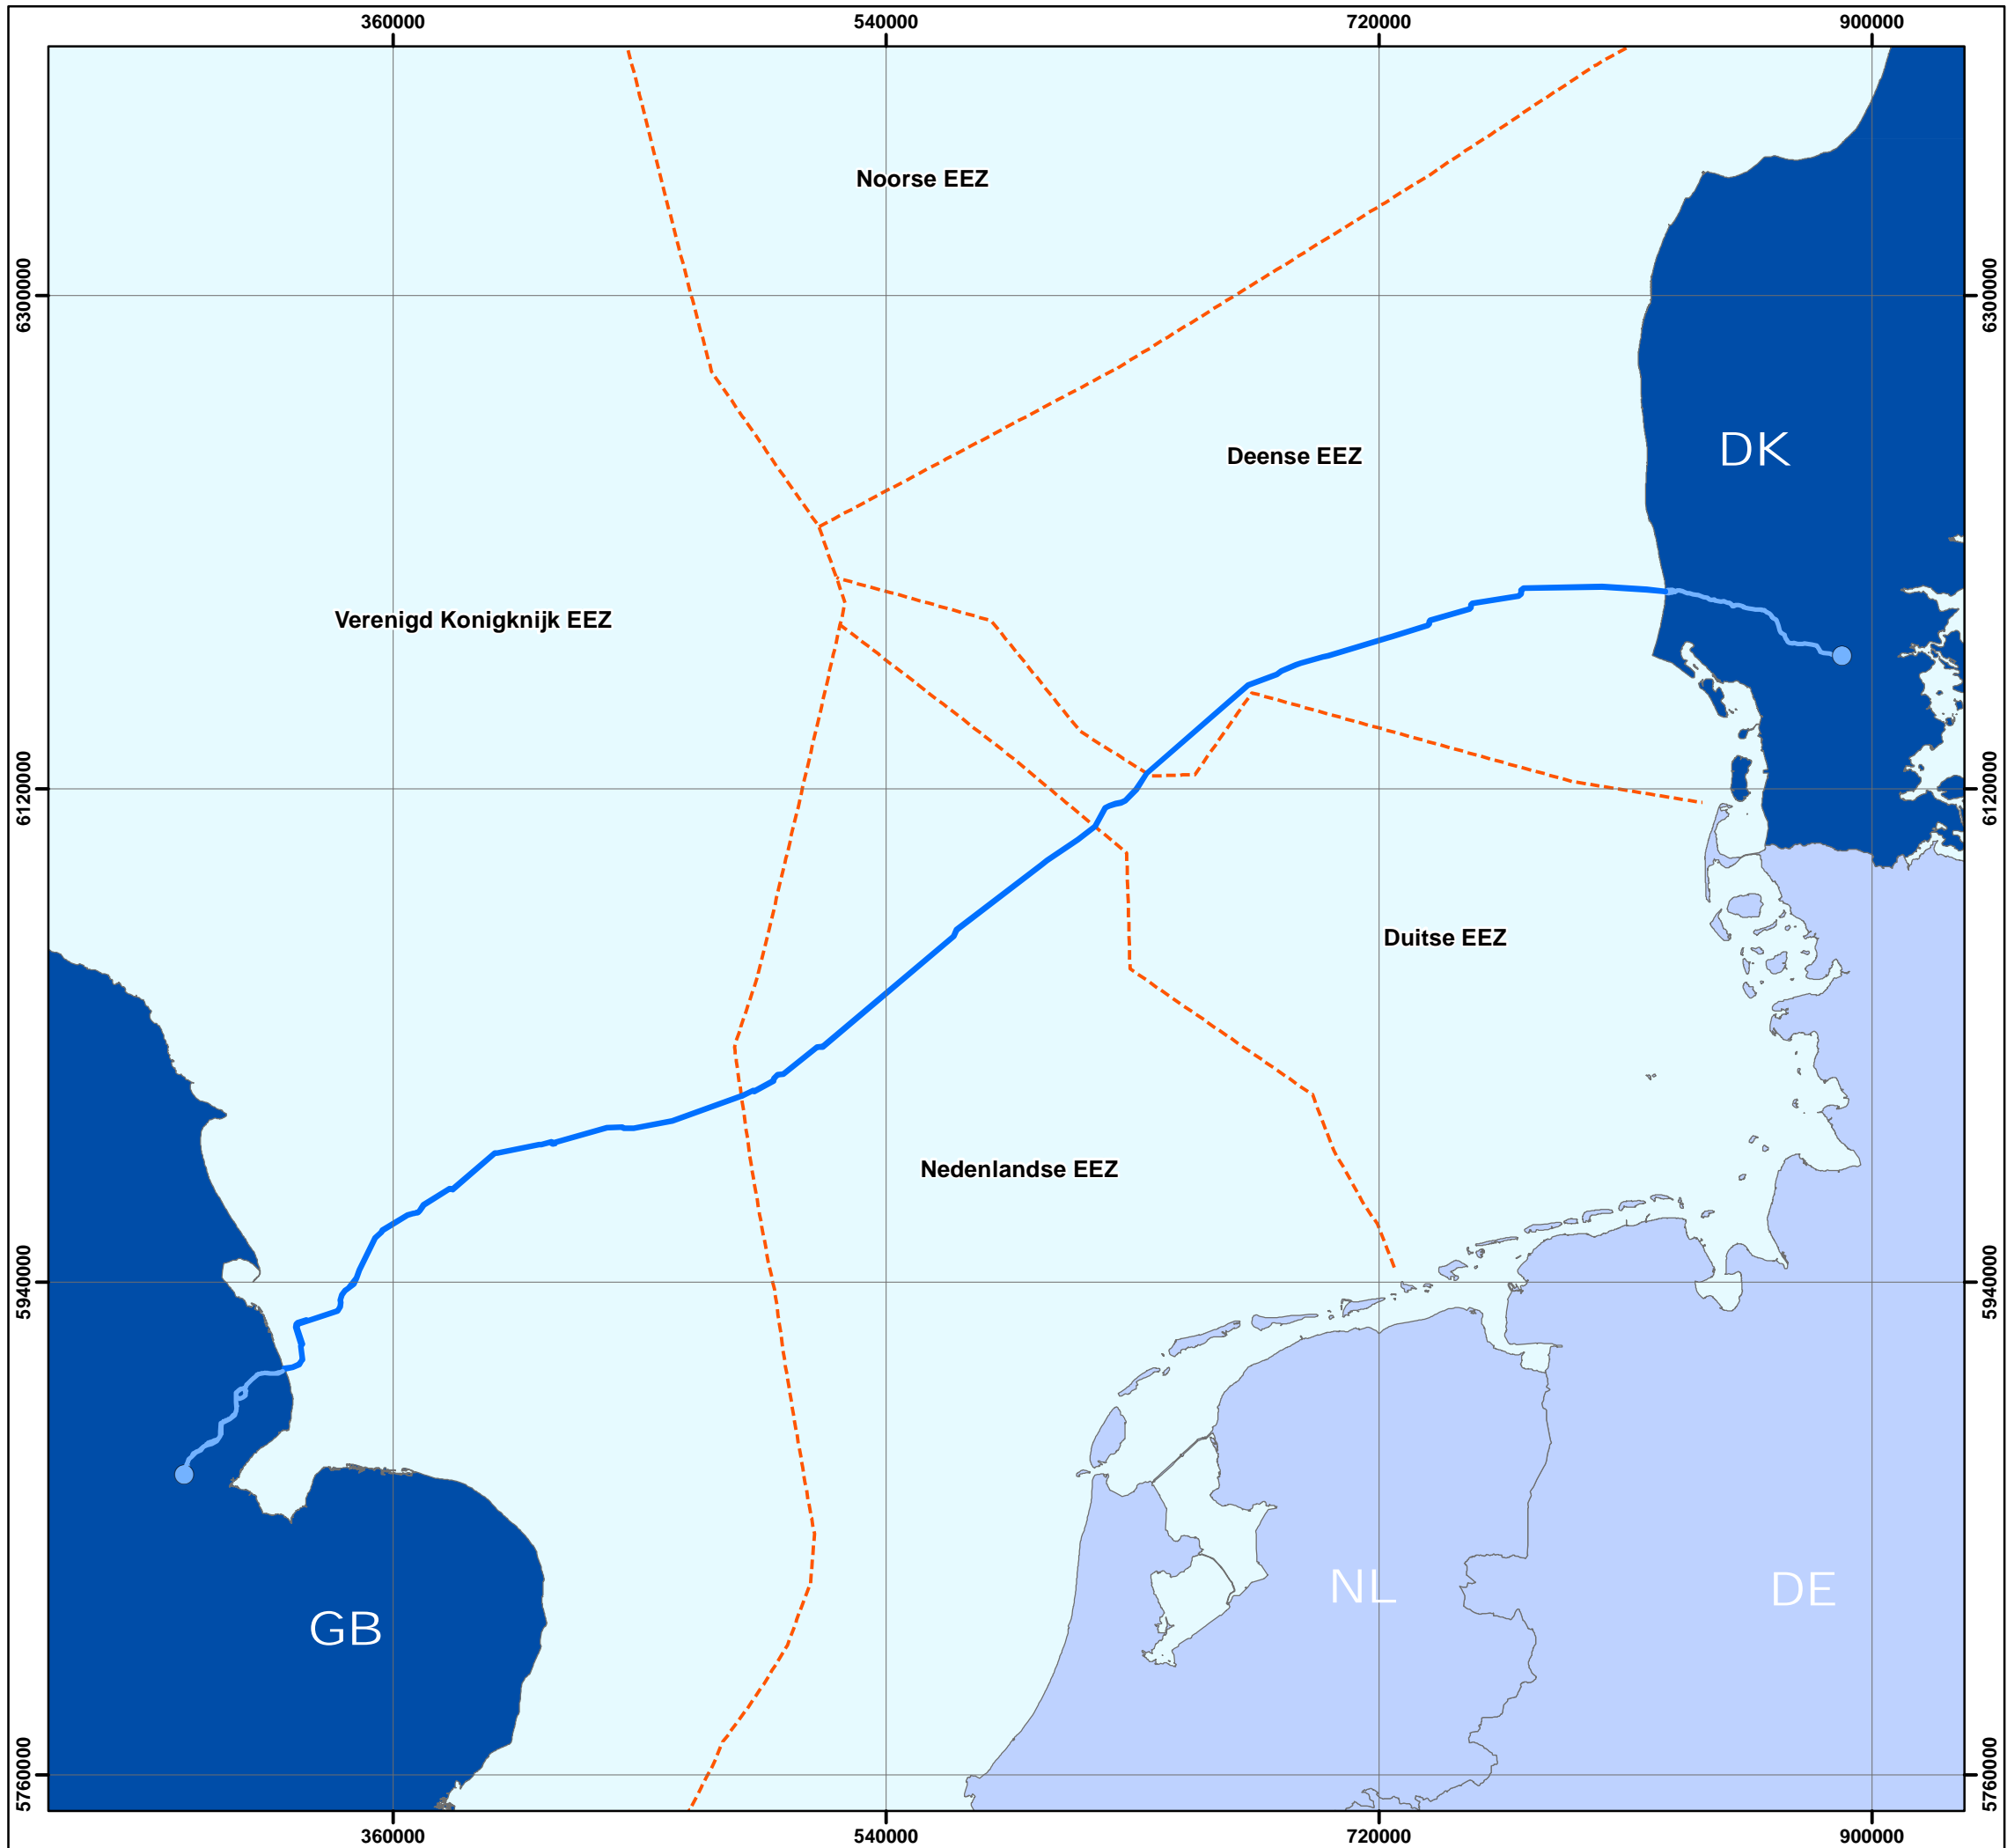 360000 540000 720000 900000
Noorse EEZ
6300000 6300000
Deense EEZ
DK
Verenigd Konigknijk EEZ
6120000 6120000
Duitse EEZ
Nedenlandse EEZ
5940000 5940000
NL
DE
GB
5760000 5760000
360000 540000 720000 900000